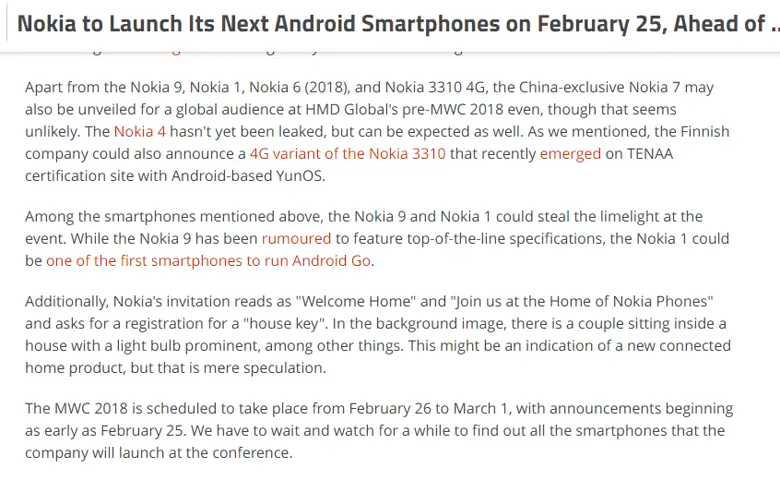 Nokia to Launch Its Next Android Smartphones on February 25, Ahead of ...
Apart from the Nokia 9, Nokia 1, Nokia 6 (2018), and Nokia 3310 4G, the China-exclusive Nokia 7 may
also be unveiled for a global audience at HMD Global's pre-MWC 2018 even, though that seems
unlikely. The Nokia 4 hasn't yet been leaked, but can be expected as well. As we mentioned, the Finnish
company could also announce a 4G variant of the Nokia 3310 that recently emerged on TENAA
certification site with Android-based YunOS.
Among the smartphones mentioned above, the Nokia 9 and Nokia 1 could steal the limelight at the
event. While the Nokia 9 has been rumoured to feature top-of-the-line specifications, the Nokia 1 could
be one of the first smartphones to run Android Go.
Additionally, Nokia's invitation reads as "Welcome Home" and "Join us at the Home of Nokia Phones"
and asks for a registration for a "house key". In the background image, there is a couple sitting inside a
house with a light bulb prominent, among other things. This might be an indication of a new connected
home product, but that is mere speculation.
The MWC 2018 is scheduled to take place from February 26 to March 1, with announcements beginning
as early as February 25. We have to wait and watch for a while to find out all the smartphones that the
company will launch at the conference.